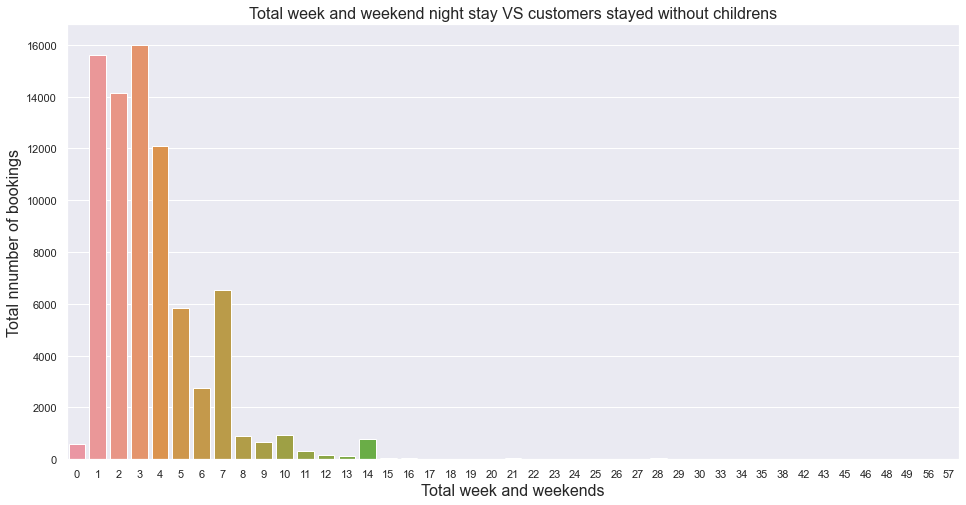 Total week and weekend night stay VS customers stayed without childrens
Total nnumber of bookings
16000
14000
12000
10000
8000
6000
4000
2000
0
0 1 2 3 4 5 6 7 8 9 10 11 12 13 14 15 16 17 18 19 20 21 22 23 24 25 26 27 28 29 30 33 34 35 38 42 43 45 46 48 49 56 57
Total week and weekends